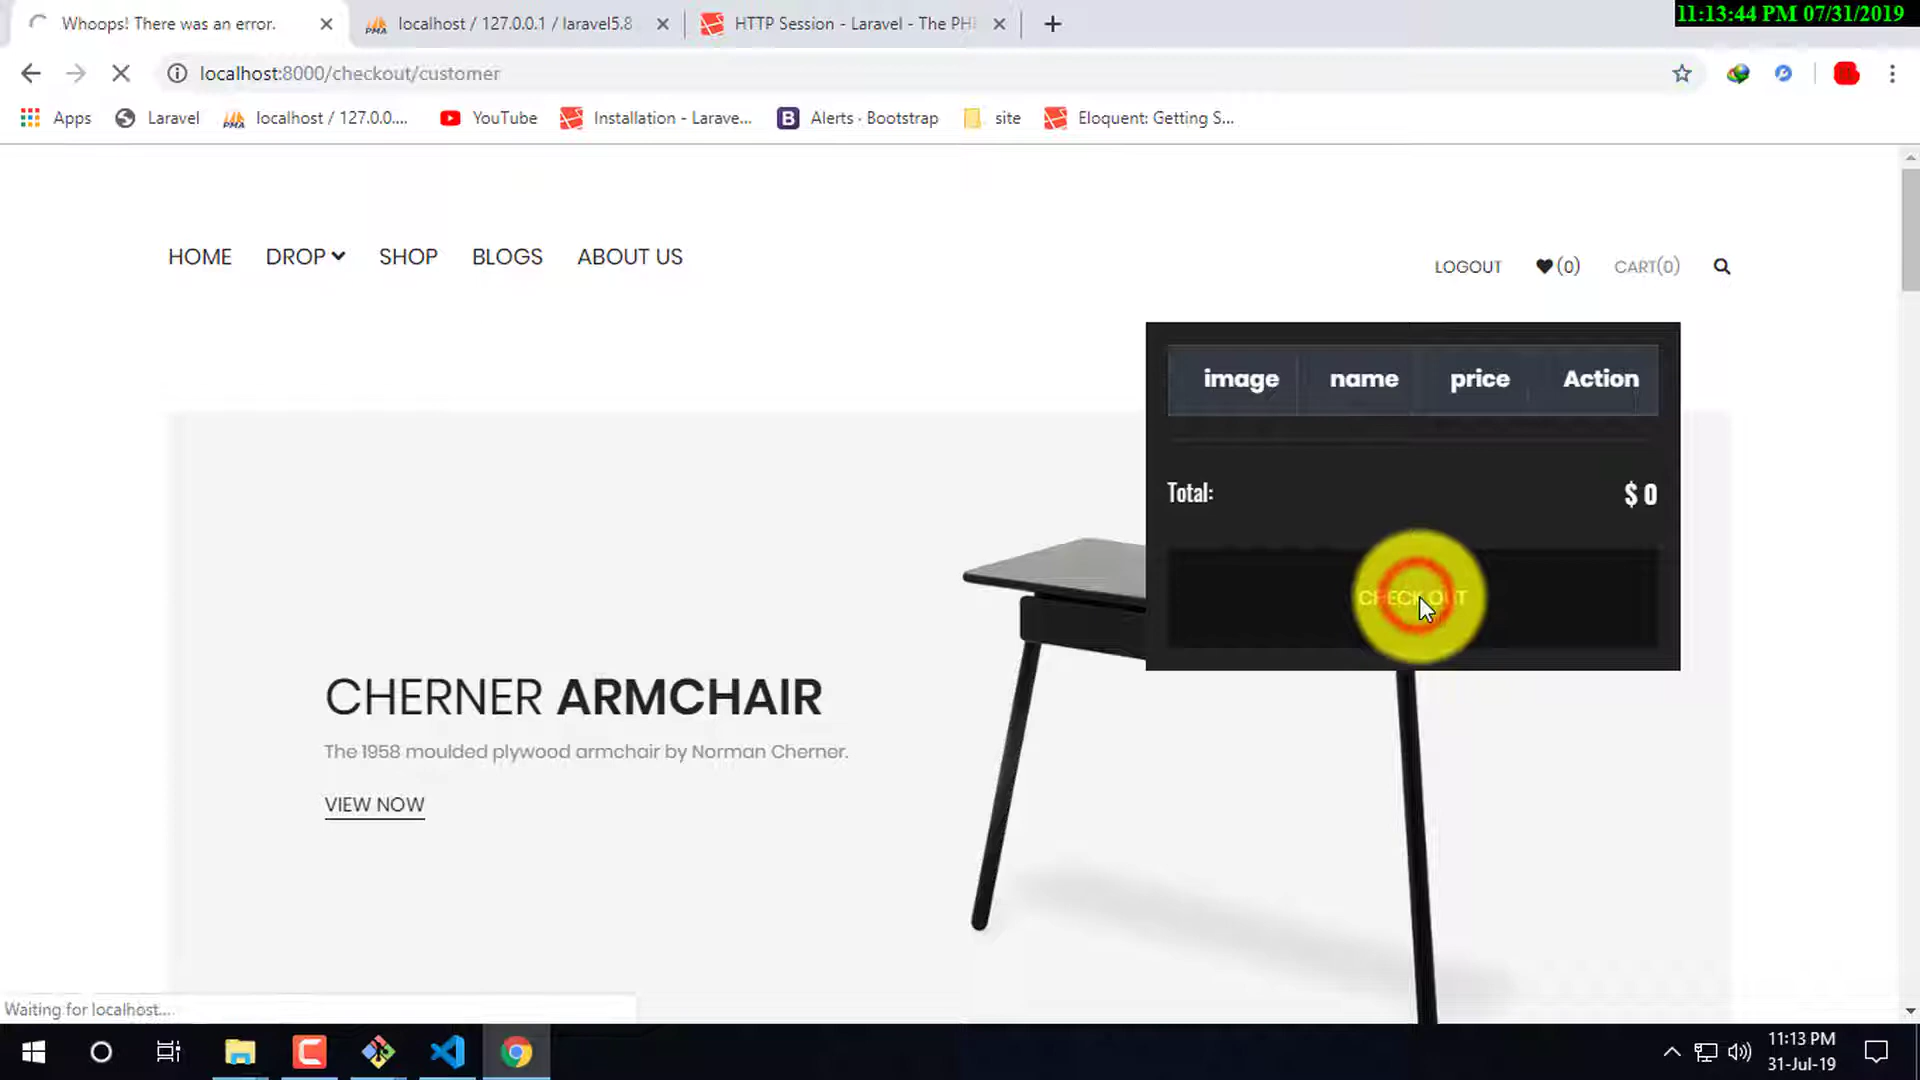 11:13:44 PM 07/31/2019
Whoops! There was an error.
localhost / 127.0.0.1 / laravel5.8
HTTP Session - Laravel - The PH
localhost:8000/checkout/customer
Apps
Laravel
localhost / 127.0.0....
YouTube
Installation - Larave...
Alerts · Bootstrap
site
Eloquent: Getting S...
HOME
DROP
SHOP
BLOGS
ABOUT US
LOGOUT
(0)
CART(0)
image name price Action
Total: $ 0
CHECK OUT
CHERNER ARMCHAIR
The 1958 moulded plywood armchair by Norman Cherner.
VIEW NOW
Waiting for localhost...
11:13 PM
31-Jul-19